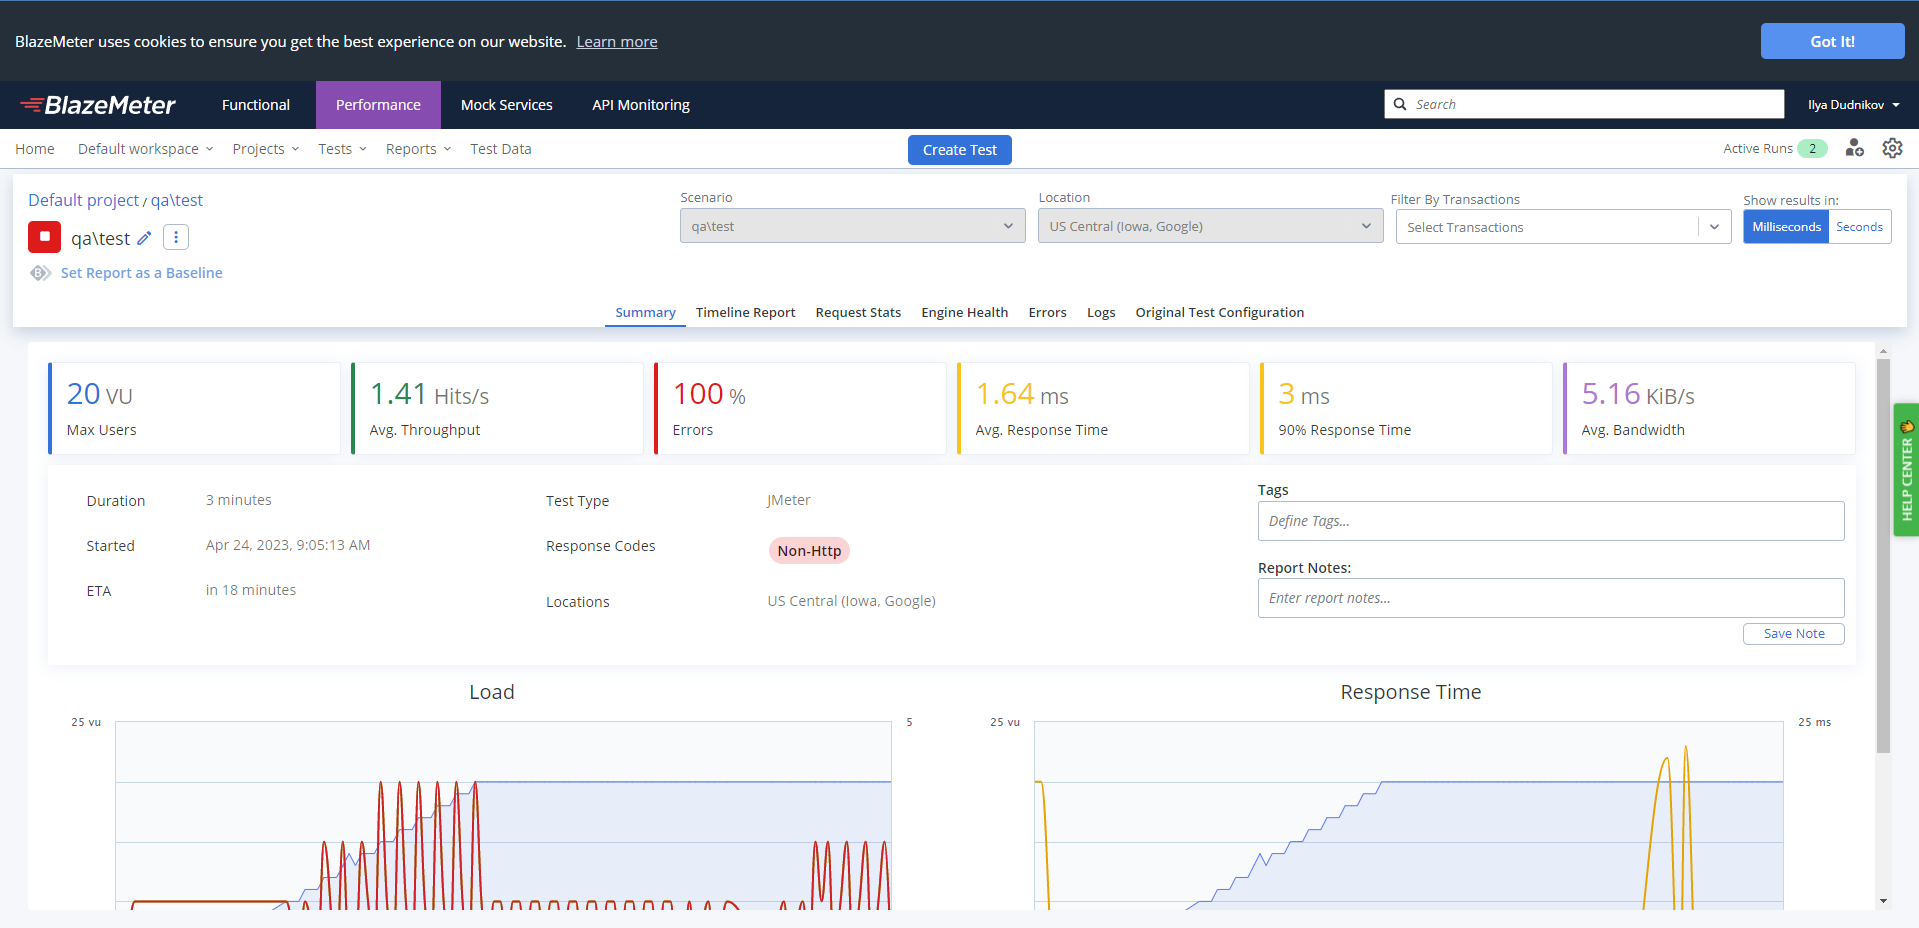 BlazeMeter uses cookies to ensure you get the best experience on our website. Learn more
Got It!
BlazeMeter
Functional
Performance
Mock Services
API Monitoring
Search
Ilya Dudnikov
Home
Default workspace
Projects
Tests
Reports
Test Data
Create Test
Active Runs 2
Default project / qa\test
qa\test
Set Report as a Baseline
Scenario
qa\test
Location
US Central (Iowa, Google)
Filter By Transactions
Select Transactions
Show results in:
Milliseconds
Seconds
Summary
Timeline Report
Request Stats
Engine Health
Errors
Logs
Original Test Configuration
20 VU
Max Users
1.41 Hits/s
Avg. Throughput
100 %
Errors
1.64 ms
Avg. Response Time
3 ms
90% Response Time
5.16 KiB/s
Avg. Bandwidth
HELP CENTER
Duration
3 minutes
Started
Apr 24, 2023, 9:05:13 AM
ETA
in 18 minutes
Test Type
JMeter
Response Codes
Non-Http
Locations
US Central (Iowa, Google)
Tags
Define Tags...
Report Notes:
Enter report notes...
Save Note
Load
25 vu
5
Response Time
25 vu
25 ms